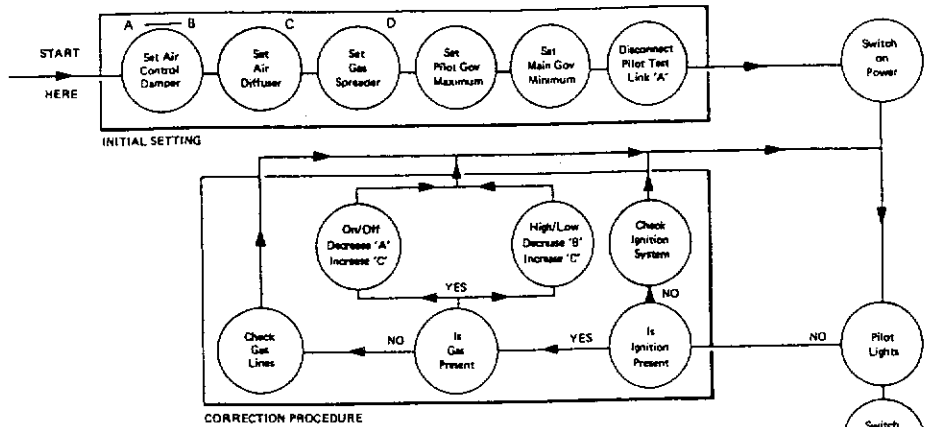 A
B
C
D
START
HERE
Set Air
Control
Damper
Set
Air
Diffuser
Set
Gas
Spreader
Set
Pilot Gov
Maximum
Set
Main Gov
Minimum
Disconnect
Pilot Test
Link 'A'
Switch
on
Power
INITIAL SETTING
On/Off
Decrease 'A'
Increase 'C'
High/Low
Decrease 'B'
Increase 'C'
Check
Ignition
System
YES
NO
Check
Gas
Lines
NO
Is
Gas
Present
YES
Is
Ignition
Present
NO
Pilot
Lights
CORRECTION PROCEDURE
Switch